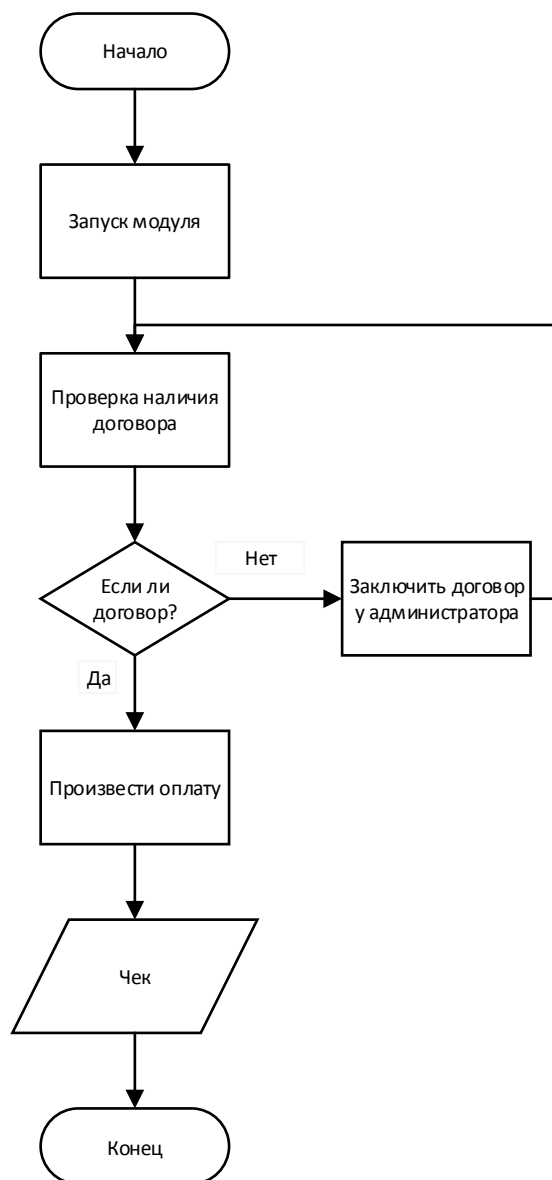 Начало
Запуск модуля
Проверка наличия
договора
Нет
Если ли
договор?
Заключить договор
у администратора
Да
Произвести оплату
Чек
Конец